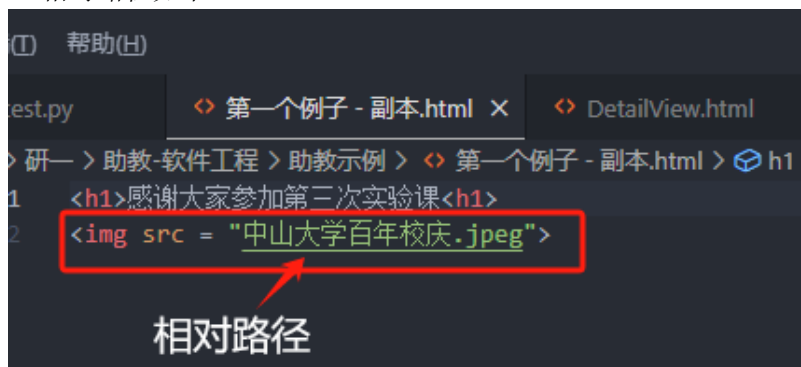 (T) 帮助(H)
test.py <> 第一个例子 - 副本.html × <> DetailView.html
> 研一 > 助教-软件工程 > 助教示例 > <> 第一个例子 - 副本.html > h1
1 <h1>感谢大家参加第三次实验课<h1>
2 <img src = "中山大学百年校庆.jpeg">
相对路径